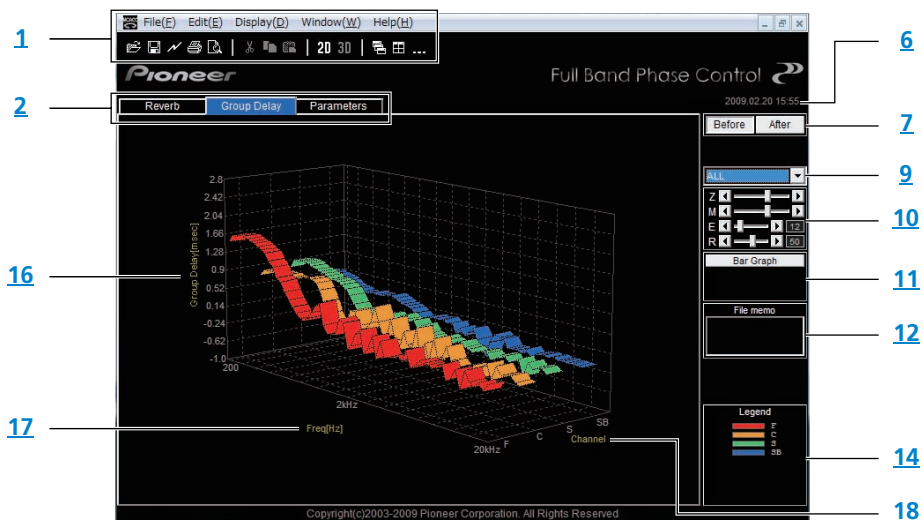 File(F) Edit(E) Display(D) Window(W) Help(H)
1
2D 3D ...
6
Pioneer
Full Band Phase Control
2009.02.20 15:55
2
Reverb Group Delay Parameters
Before After
7
ALL
9
Z
M
E 12
R 50
10
Bar Graph
11
File memo
12
16
Group Delay[msec]
2.8
2.42
2.04
1.66
1.28
0.9
0.52
0.14
-0.24
-0.62
-1.0
200
2kHz
20kHz
17
Freq[Hz]
F C S SB
Channel
18
Legend
F
C
S
SB
14
Copyright(c)2003-2009 Pioneer Corporation. All Rights Reserved